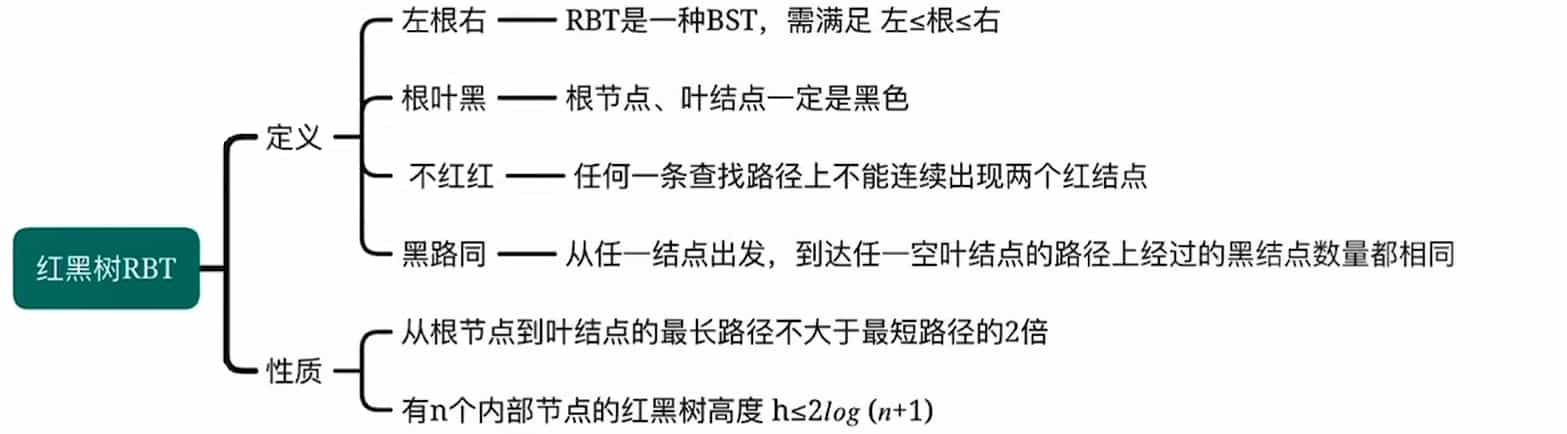 左根右
RBT是一种BST，需满足 左≤根≤右
根叶黑
根节点、叶结点一定是黑色
定义
不红红
任何一条查找路径上不能连续出现两个红结点
黑路同
从任一结点出发，到达任一空叶结点的路径上经过的黑结点数量都相同
红黑树RBT
从根节点到叶结点的最长路径不大于最短路径的2倍
性质
有n个内部节点的红黑树高度 h≤2log (n+1)